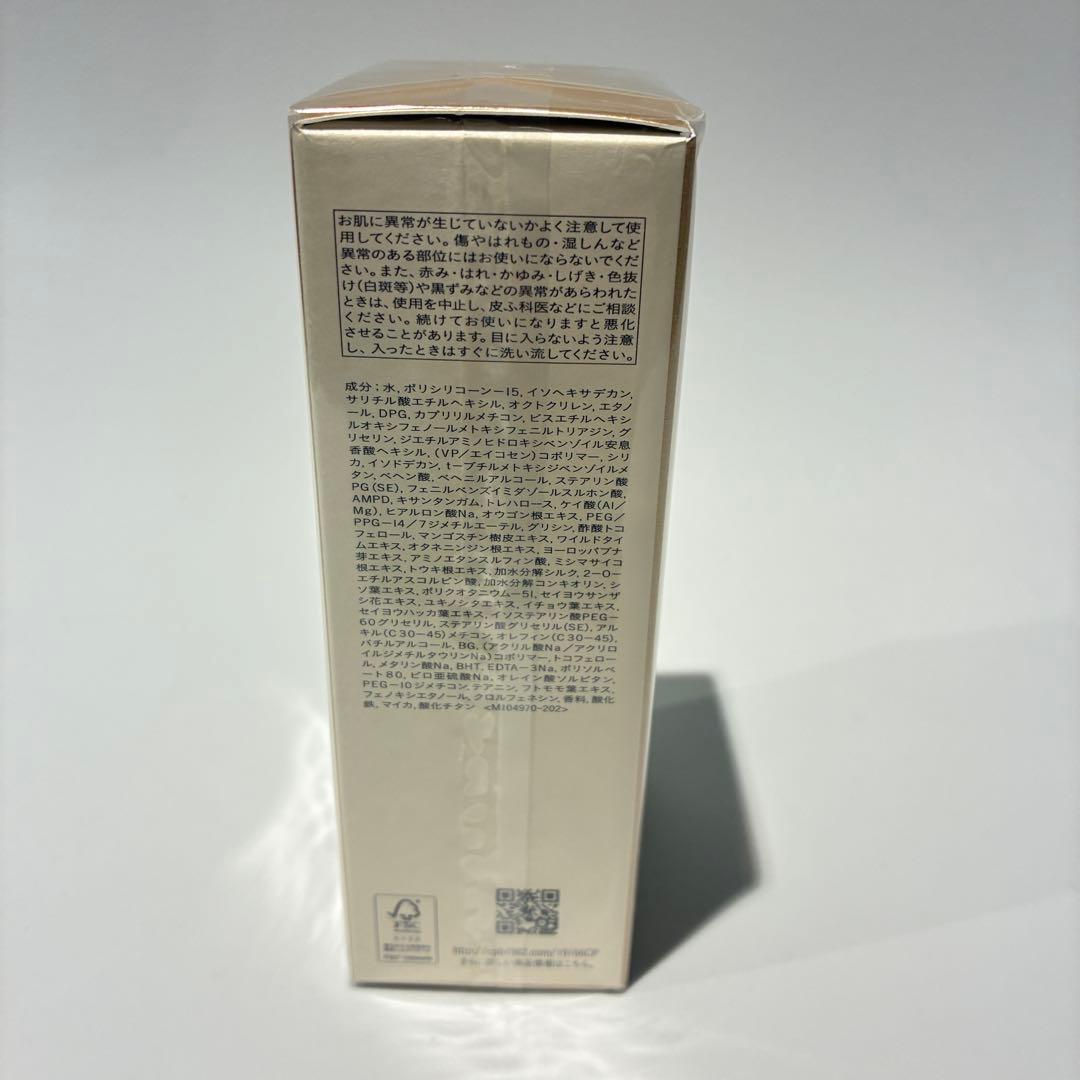 お肌に異常が生じていないかよく注意して使
用してください。傷やはれもの・湿しんなど
異常のある部位にはお使いにならないでくだ
さい。また、赤み・はれ・かゆみ・しげき・色抜
け(白斑等)や黒ずみなどの異常があらわれた
ときは、使用を中止し、皮ふ科医などにご相談
ください。続けてお使いになりますと悪化
させることがあります。目に入らないよう注意
し、入ったときはすぐに洗い流してください。
成分：水, ポリシリコーン-15, イソヘキサデカン,
サリチル酸エチルヘキシル, オクトクリレン, エタノ
ール, DPG, カプリリルメチコン, ビスエチルヘキシ
ルオキシフェノールメトキシフェニルトリアジン, グ
リセリン, ジエチルアミノヒドロキシベンゾイル安息
香酸ヘキシル, (VP/エイコセン)コポリマー, シリ
カ, イソドデカン, t-ブチルメトキシジベンゾイルメ
タン, ベヘン酸, ベヘニルアルコール, ステアリン酸
PG(SE), フェニルベンズイミダゾールスルホン酸,
AMPD, キサンタンガム, トレハロース, ケイ酸(Al/
Mg), ヒアルロン酸Na, オウゴン根エキス, PEG/
PPG-14/7ジメチルエーテル, グリシン, 酢酸トコ
フェロール, マンゴスチン樹皮エキス, ワイルドタイ
ムエキス, オタネニンジン根エキス, ヨーロッパブナ
芽エキス, アミノエタンスルフィン酸, ミシマサイコ
根エキス, トウキ根エキス, 加水分解シルク, 2-O-
エチルアスコルビン酸, 加水分解コンキオリン, シ
ソ葉エキス, ポリクオタニウム-51, セイヨウサンザ
シ花エキス, ユキノシタエキス, イチョウ葉エキス,
セイヨウハッカ葉エキス, イソステアリン酸PEG-
60グリセリル, ステアリン酸グリセリル(SE), アル
キル(C30-45)メチコン, オレフィン(C30-45),
バチルアルコール, BG, (アクリル酸Na/アクリロ
イルジメチルタウリンNa)コポリマー, トコフェロー
ル, メタリン酸Na, BHT, EDTA-3Na, ポリソルベ
ート80, ピロ亜硫酸Na, オレイン酸ソルビタン,
PEG-10ジメチコン, テアニン, フトモモ葉エキス,
フェノキシエタノール, クロルフェネシン, 香料, 酸化
鉄, マイカ, 酸化チタン <M104970-202>
FSC